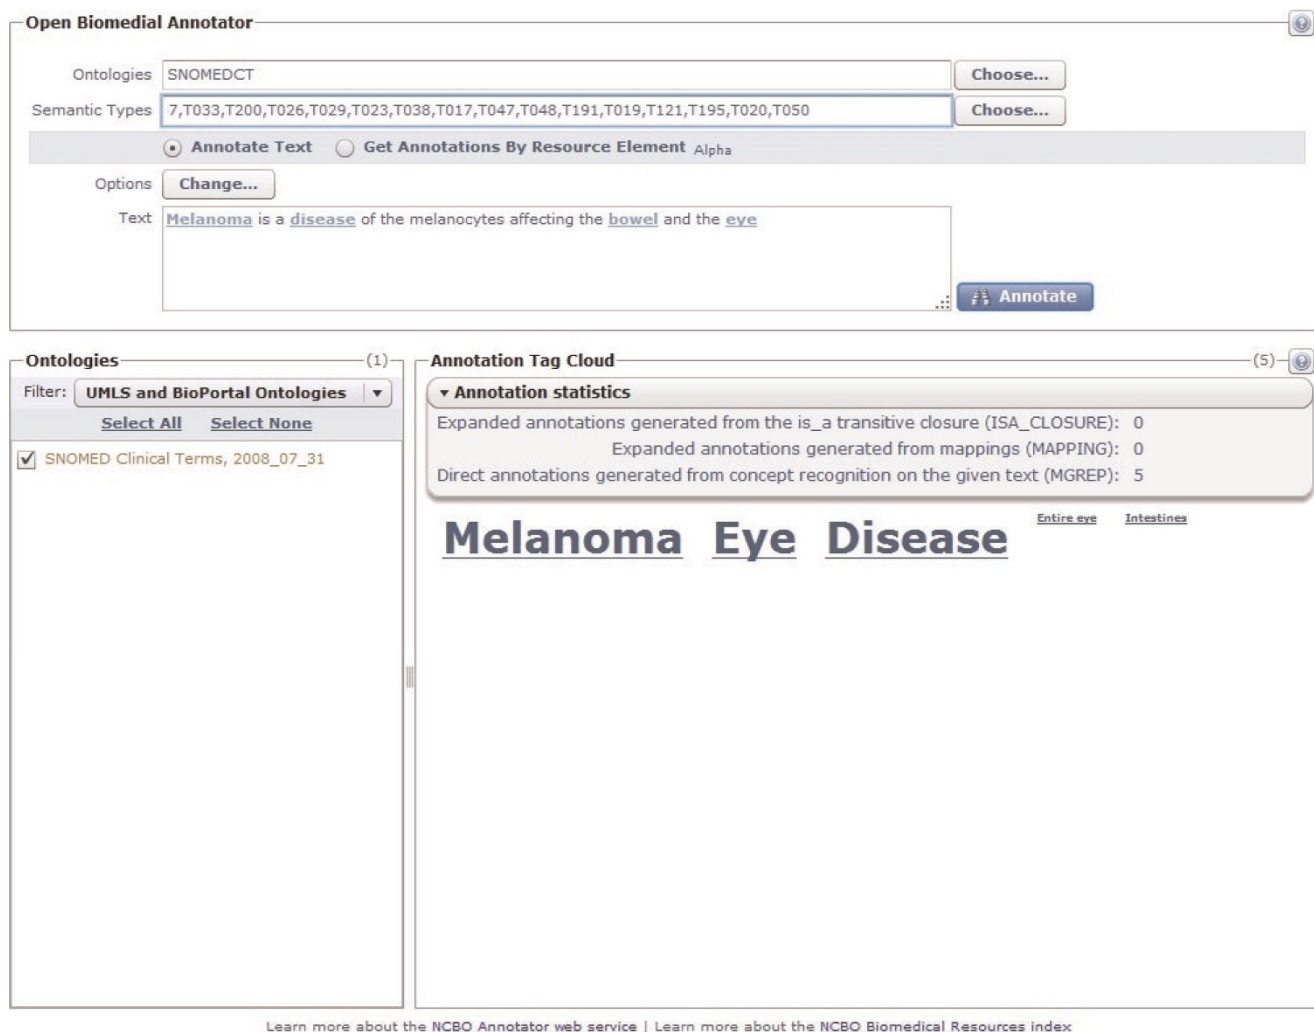 Open Biomedial Annotator
Ontologies SNOMEDCT Choose...
Semantic Types 7,T033,T200,T026,T029,T023,T038,T017,T047,T048,T191,T019,T121,T195,T020,T050 Choose...
Annotate Text Get Annotations By Resource Element Alpha
Options Change...
Text Melanoma is a disease of the melanocytes affecting the bowel and the eye
Annotate
Ontologies (1)
Filter: UMLS and BioPortal Ontologies
Select All Select None
SNOMED Clinical Terms, 2008_07_31
Annotation Tag Cloud (5)
Annotation statistics
Expanded annotations generated from the is_a transitive closure (ISA_CLOSURE): 0
Expanded annotations generated from mappings (MAPPING): 0
Direct annotations generated from concept recognition on the given text (MGREP): 5
Melanoma Eye Disease Entire eye Intestines
Learn more about the NCBO Annotator web service | Learn more about the NCBO Biomedical Resources index